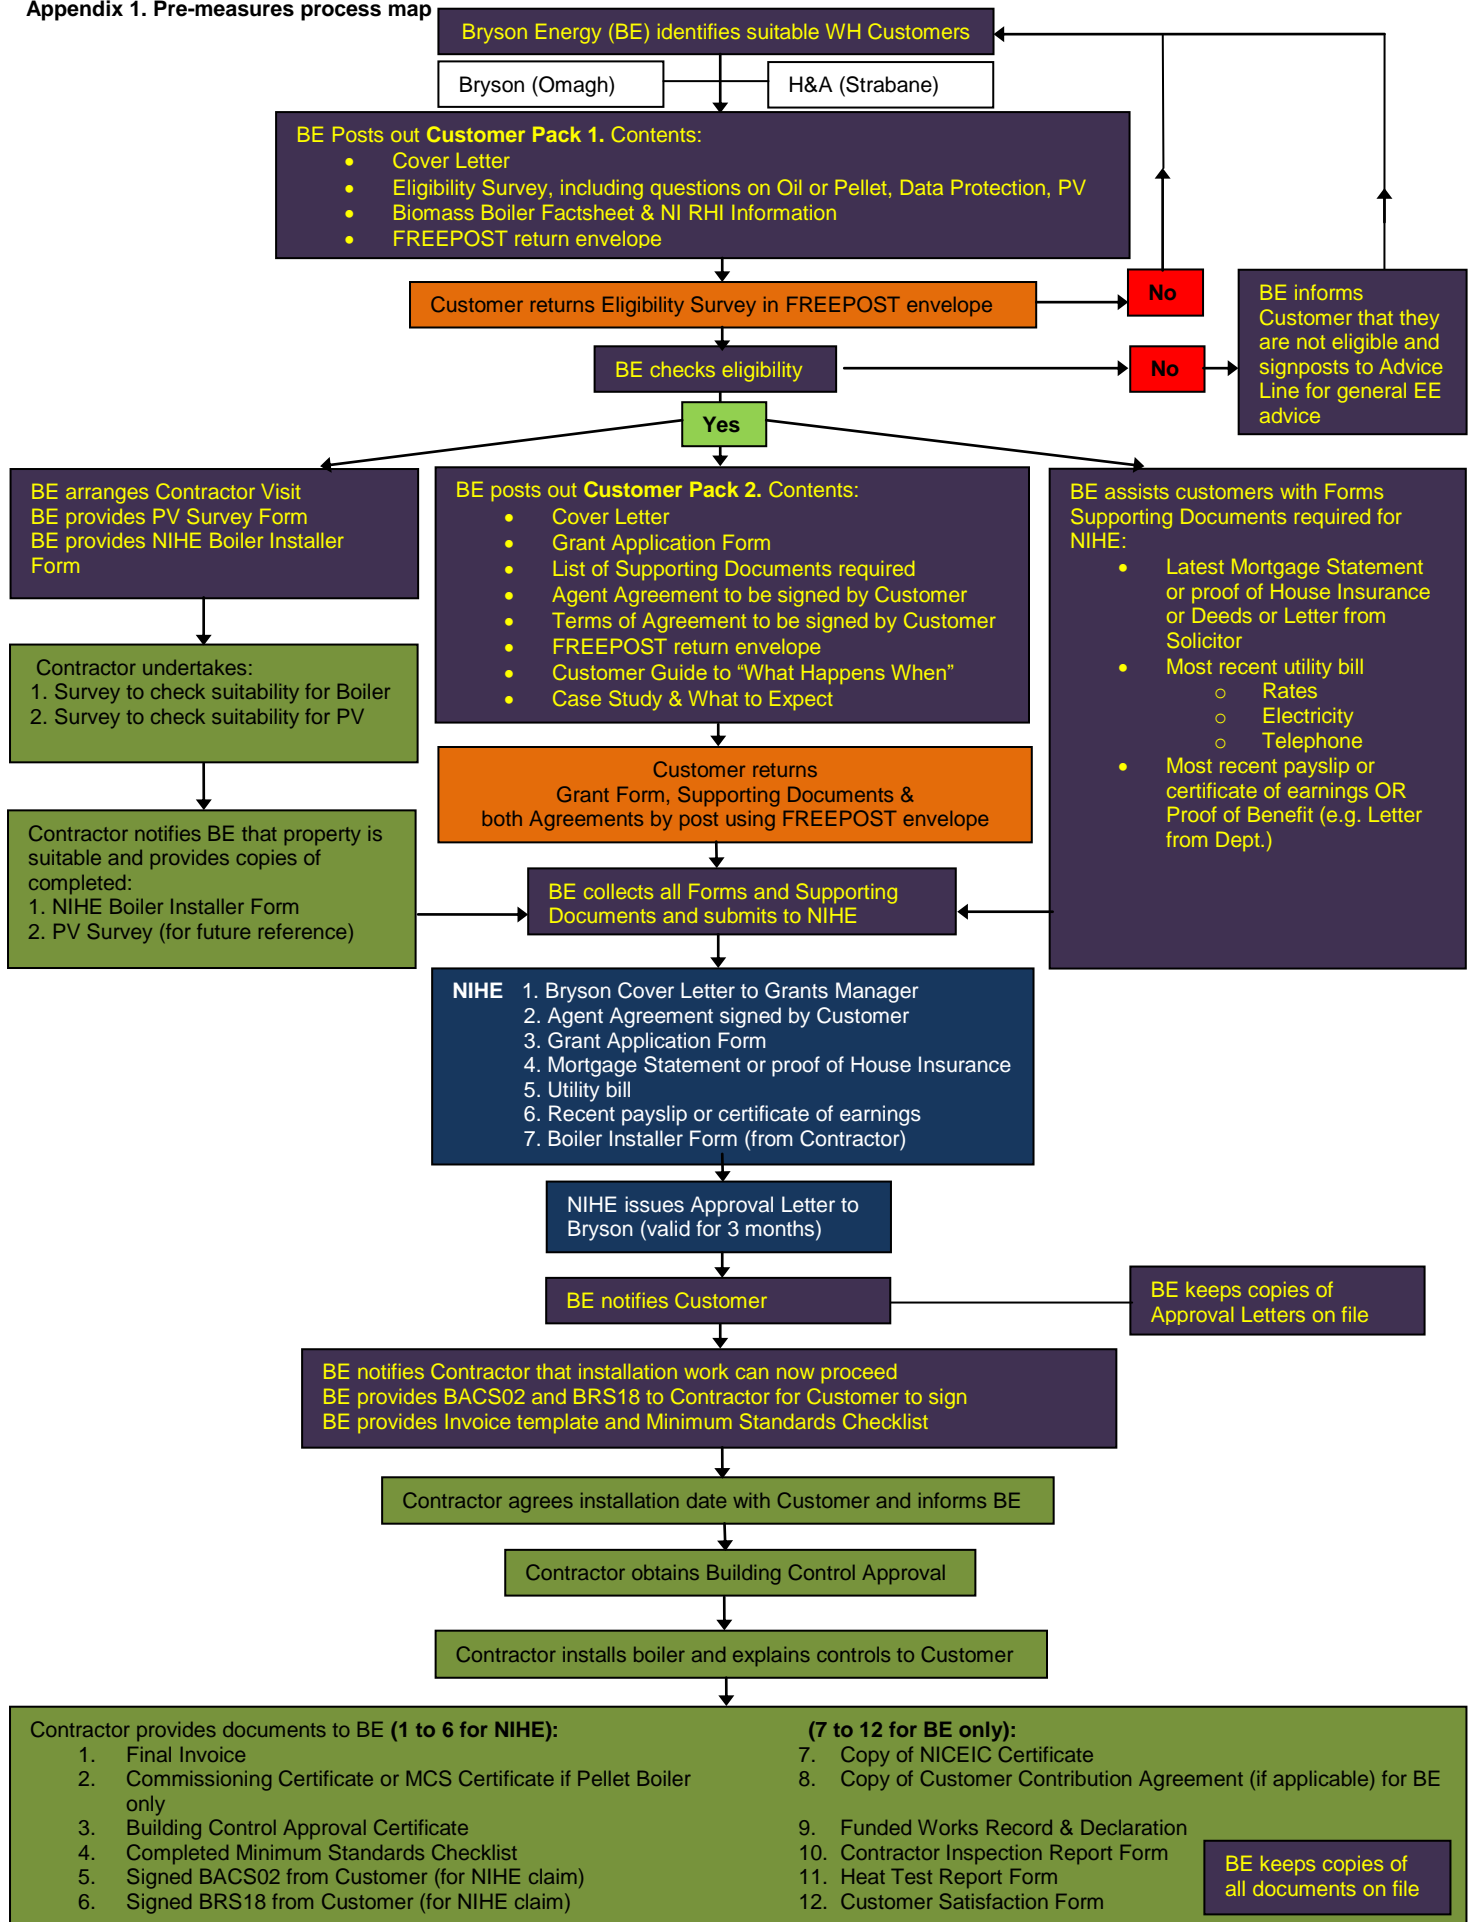 Appendix 1. Pre-measures process map
Bryson Energy (BE) identifies suitable WH Customers
Bryson (Omagh)
H&A (Strabane)
BE Posts out Customer Pack 1. Contents:
• Cover Letter
• Eligibility Survey, including questions on Oil or Pellet, Data Protection, PV
• Biomass Boiler Factsheet & NI RHI Information
• FREEPOST return envelope
Customer returns Eligibility Survey in FREEPOST envelope
No
BE checks eligibility
No
BE informs
Customer that they
are not eligible and
signposts to Advice
Line for general EE
advice
Yes
BE arranges Contractor Visit
BE provides PV Survey Form
BE provides NIHE Boiler Installer
Form
Contractor undertakes:
1. Survey to check suitability for Boiler
2. Survey to check suitability for PV
Contractor notifies BE that property is
suitable and provides copies of
completed:
1. NIHE Boiler Installer Form
2. PV Survey (for future reference)
BE posts out Customer Pack 2. Contents:
• Cover Letter
• Grant Application Form
• List of Supporting Documents required
• Agent Agreement to be signed by Customer
• Terms of Agreement to be signed by Customer
• FREEPOST return envelope
• Customer Guide to “What Happens When”
• Case Study & What to Expect
Customer returns
Grant Form, Supporting Documents &
both Agreements by post using FREEPOST envelope
BE assists customers with Forms
Supporting Documents required for
NIHE:
• Latest Mortgage Statement
or proof of House Insurance
or Deeds or Letter from
Solicitor
• Most recent utility bill
o Rates
o Electricity
o Telephone
• Most recent payslip or
certificate of earnings OR
Proof of Benefit (e.g. Letter
from Dept.)
BE collects all Forms and Supporting
Documents and submits to NIHE
NIHE 1. Bryson Cover Letter to Grants Manager
2. Agent Agreement signed by Customer
3. Grant Application Form
4. Mortgage Statement or proof of House Insurance
5. Utility bill
6. Recent payslip or certificate of earnings
7. Boiler Installer Form (from Contractor)
NIHE issues Approval Letter to
Bryson (valid for 3 months)
BE notifies Customer
BE keeps copies of
Approval Letters on file
BE notifies Contractor that installation work can now proceed
BE provides BACS02 and BRS18 to Contractor for Customer to sign
BE provides Invoice template and Minimum Standards Checklist
Contractor agrees installation date with Customer and informs BE
Contractor obtains Building Control Approval
Contractor installs boiler and explains controls to Customer
Contractor provides documents to BE (1 to 6 for NIHE):
1. Final Invoice
2. Commissioning Certificate or MCS Certificate if Pellet Boiler
only
3. Building Control Approval Certificate
4. Completed Minimum Standards Checklist
5. Signed BACS02 from Customer (for NIHE claim)
6. Signed BRS18 from Customer (for NIHE claim)
(7 to 12 for BE only):
7. Copy of NICEIC Certificate
8. Copy of Customer Contribution Agreement (if applicable) for BE
9. Funded Works Record & Declaration
10. Contractor Inspection Report Form
11. Heat Test Report Form
12. Customer Satisfaction Form
BE keeps copies of
all documents on file